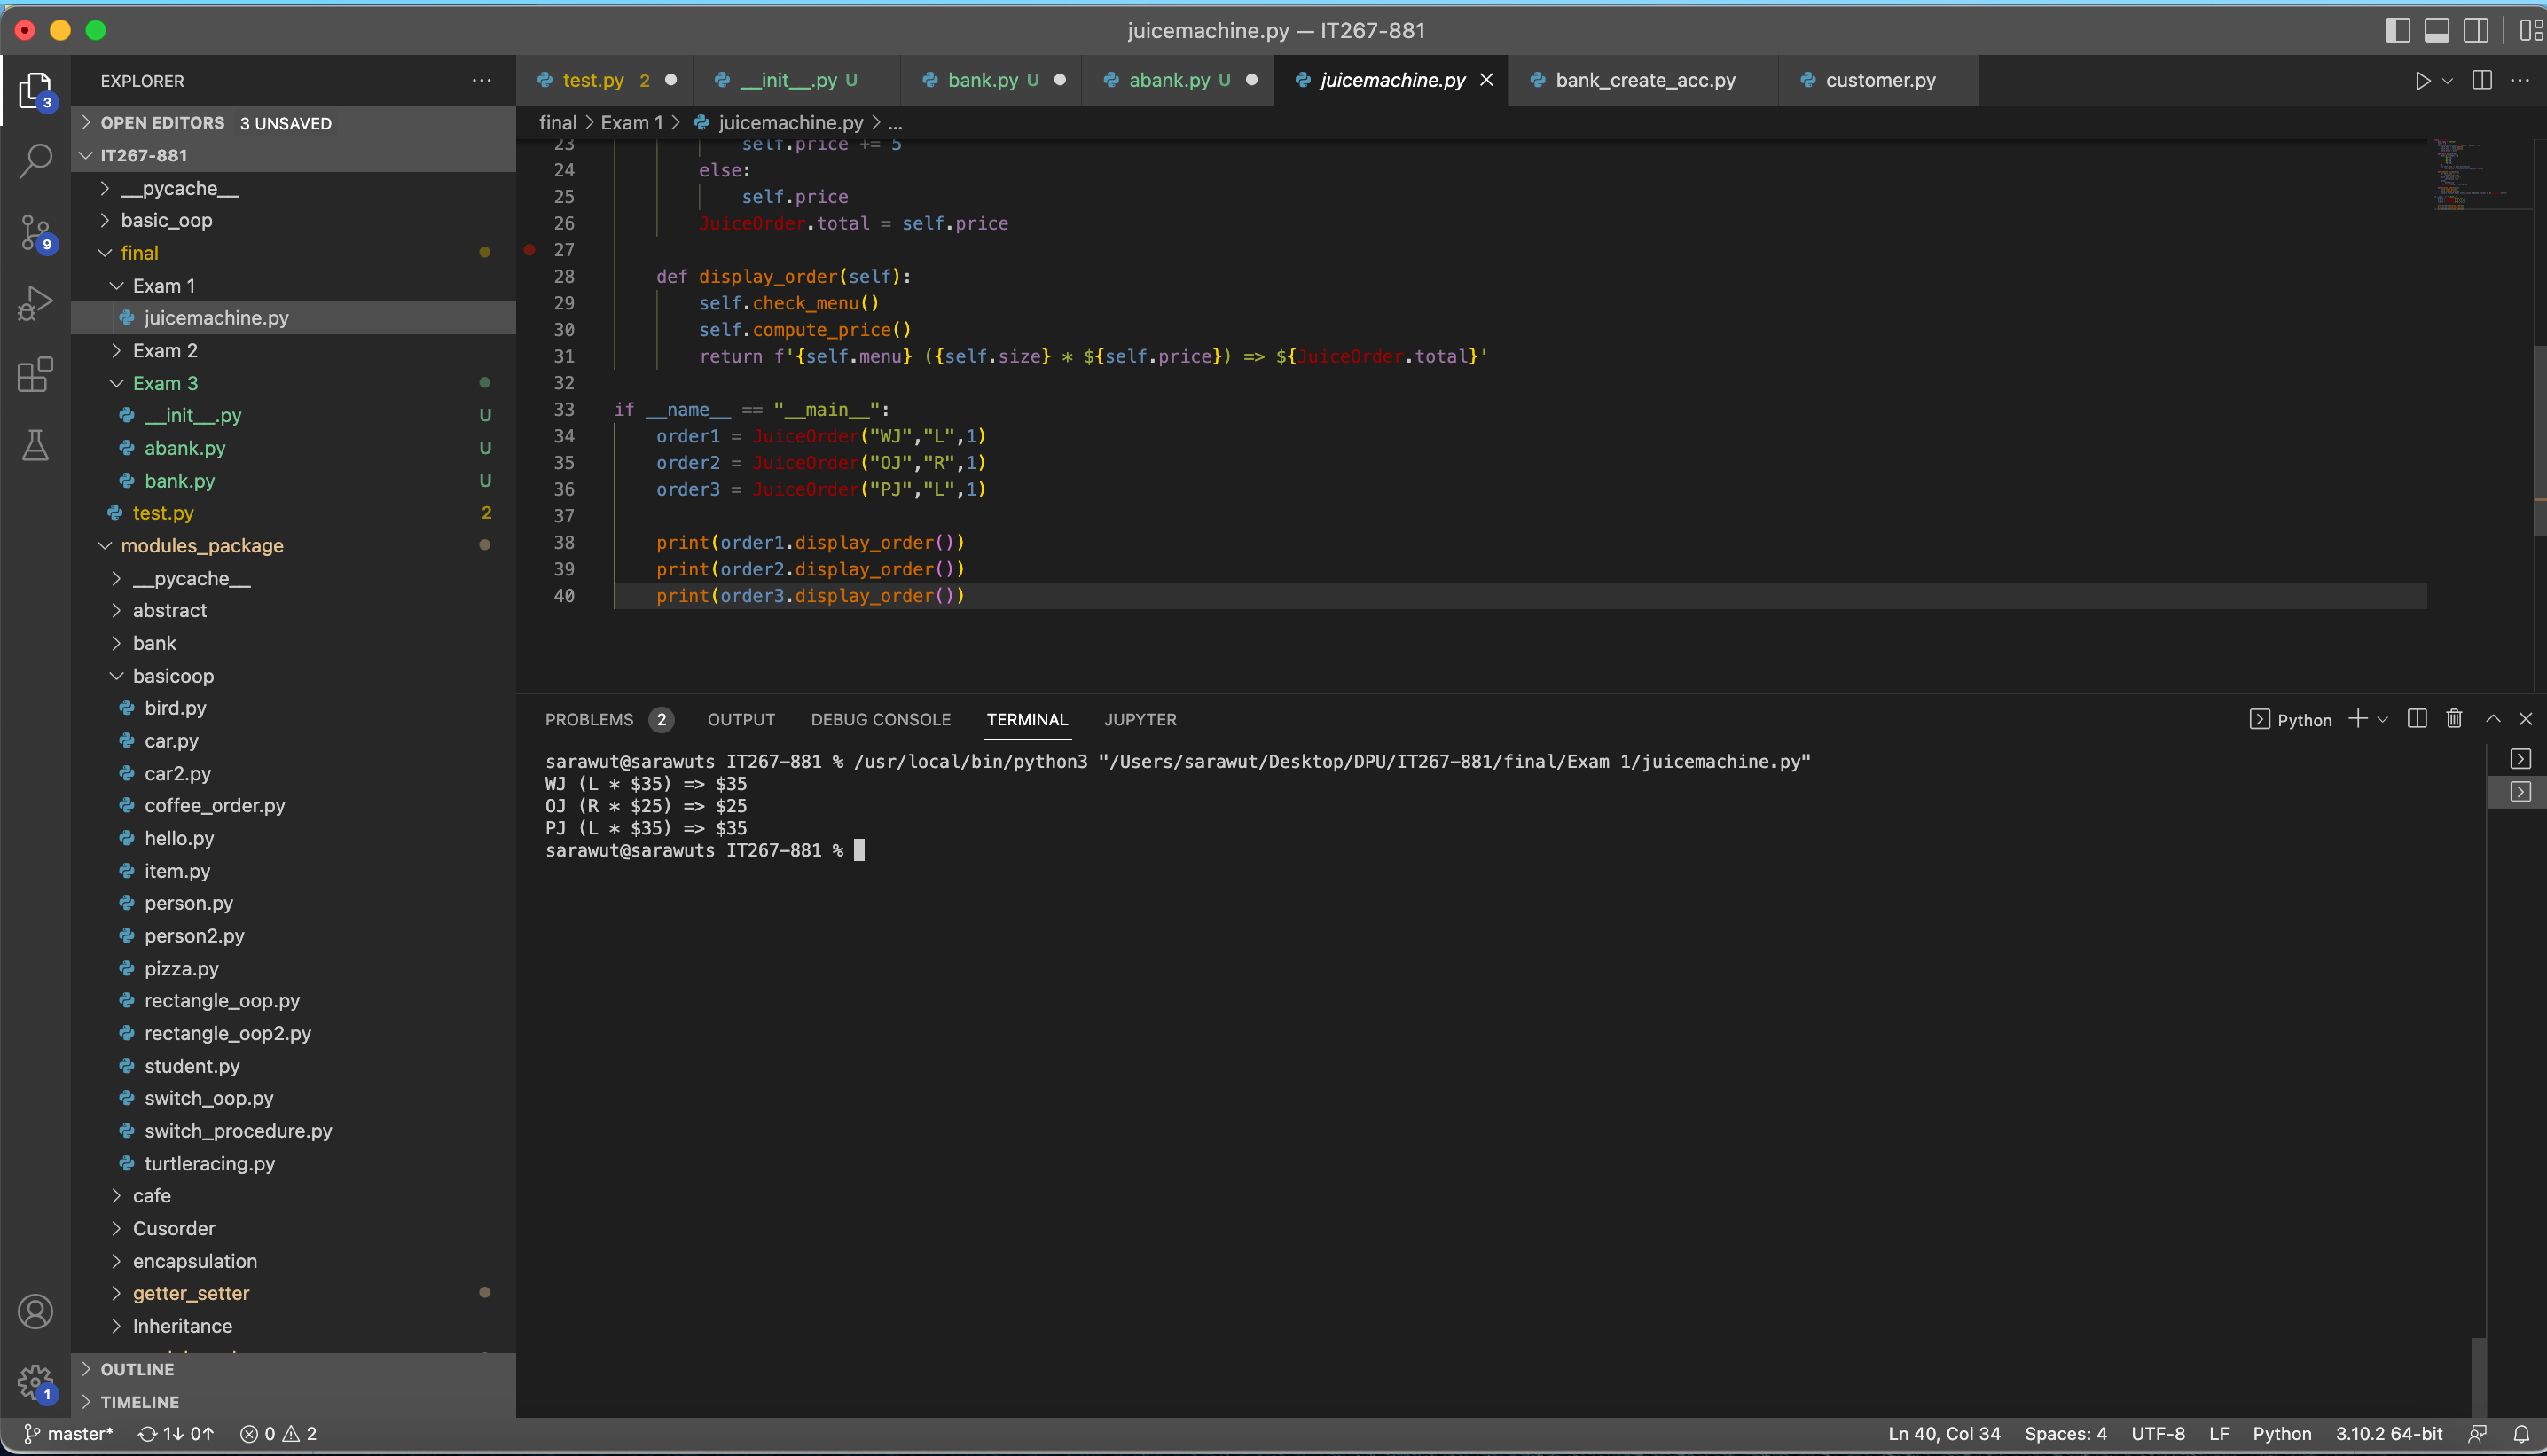 juicemachine.py — IT267-881
EXPLORER
3
9
1
OPEN EDITORS 3 UNSAVED
IT267-881
__pycache__
basic_oop
final
Exam 1
juicemachine.py
Exam 2
Exam 3
__init__.py U
abank.py U
bank.py U
test.py 2
modules_package
__pycache__
abstract
bank
basicoop
bird.py
car.py
car2.py
coffee_order.py
hello.py
item.py
person.py
person2.py
pizza.py
rectangle_oop.py
rectangle_oop2.py
student.py
switch_oop.py
switch_procedure.py
turtleracing.py
cafe
Cusorder
encapsulation
getter_setter
Inheritance
OUTLINE
TIMELINE
test.py 2 __init__.py U bank.py U abank.py U juicemachine.py bank_create_acc.py customer.py
final > Exam 1 > juicemachine.py > ...
23 self.price += 5
24 else:
25 self.price
26 JuiceOrder.total = self.price
27
28 def display_order(self):
29 self.check_menu()
30 self.compute_price()
31 return f'{self.menu} ({self.size} * ${self.price}) => ${JuiceOrder.total}'
32
33 if __name__ == "__main__":
34 order1 = JuiceOrder("WJ","L",1)
35 order2 = JuiceOrder("OJ","R",1)
36 order3 = JuiceOrder("PJ","L",1)
37
38 print(order1.display_order())
39 print(order2.display_order())
40 print(order3.display_order())
PROBLEMS 2 OUTPUT DEBUG CONSOLE TERMINAL JUPYTER Python
sarawut@sarawuts IT267-881 % /usr/local/bin/python3 "/Users/sarawut/Desktop/DPU/IT267-881/final/Exam 1/juicemachine.py"
WJ (L * $35) => $35
OJ (R * $25) => $25
PJ (L * $35) => $35
sarawut@sarawuts IT267-881 %
master* 1↓ 0↑ 0 2 Ln 40, Col 34 Spaces: 4 UTF-8 LF Python 3.10.2 64-bit